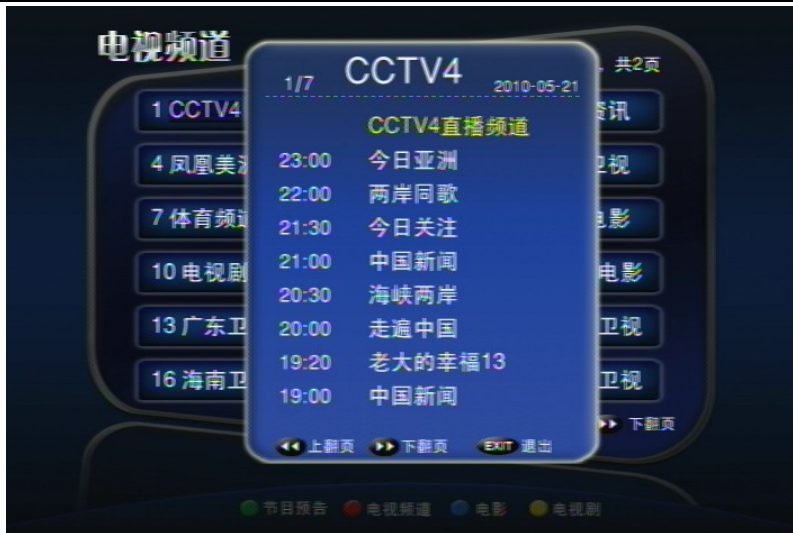 电视频道
共2页
1/7 CCTV4 2010-05-21
CCTV4直播频道
23:00 今日亚洲
22:00 两岸同歌
21:30 今日关注
21:00 中国新闻
20:30 海峡两岸
20:00 走遍中国
19:20 老大的幸福13
19:00 中国新闻
上翻页 下翻页 EXIT 退出
1 CCTV4 资讯
4 凤凰美 卫视
7 体育频道 电影
10 电视剧 电影
13 广东卫 卫视
16 海南卫 卫视
下翻页
节目预告 电视频道 电影 电视剧